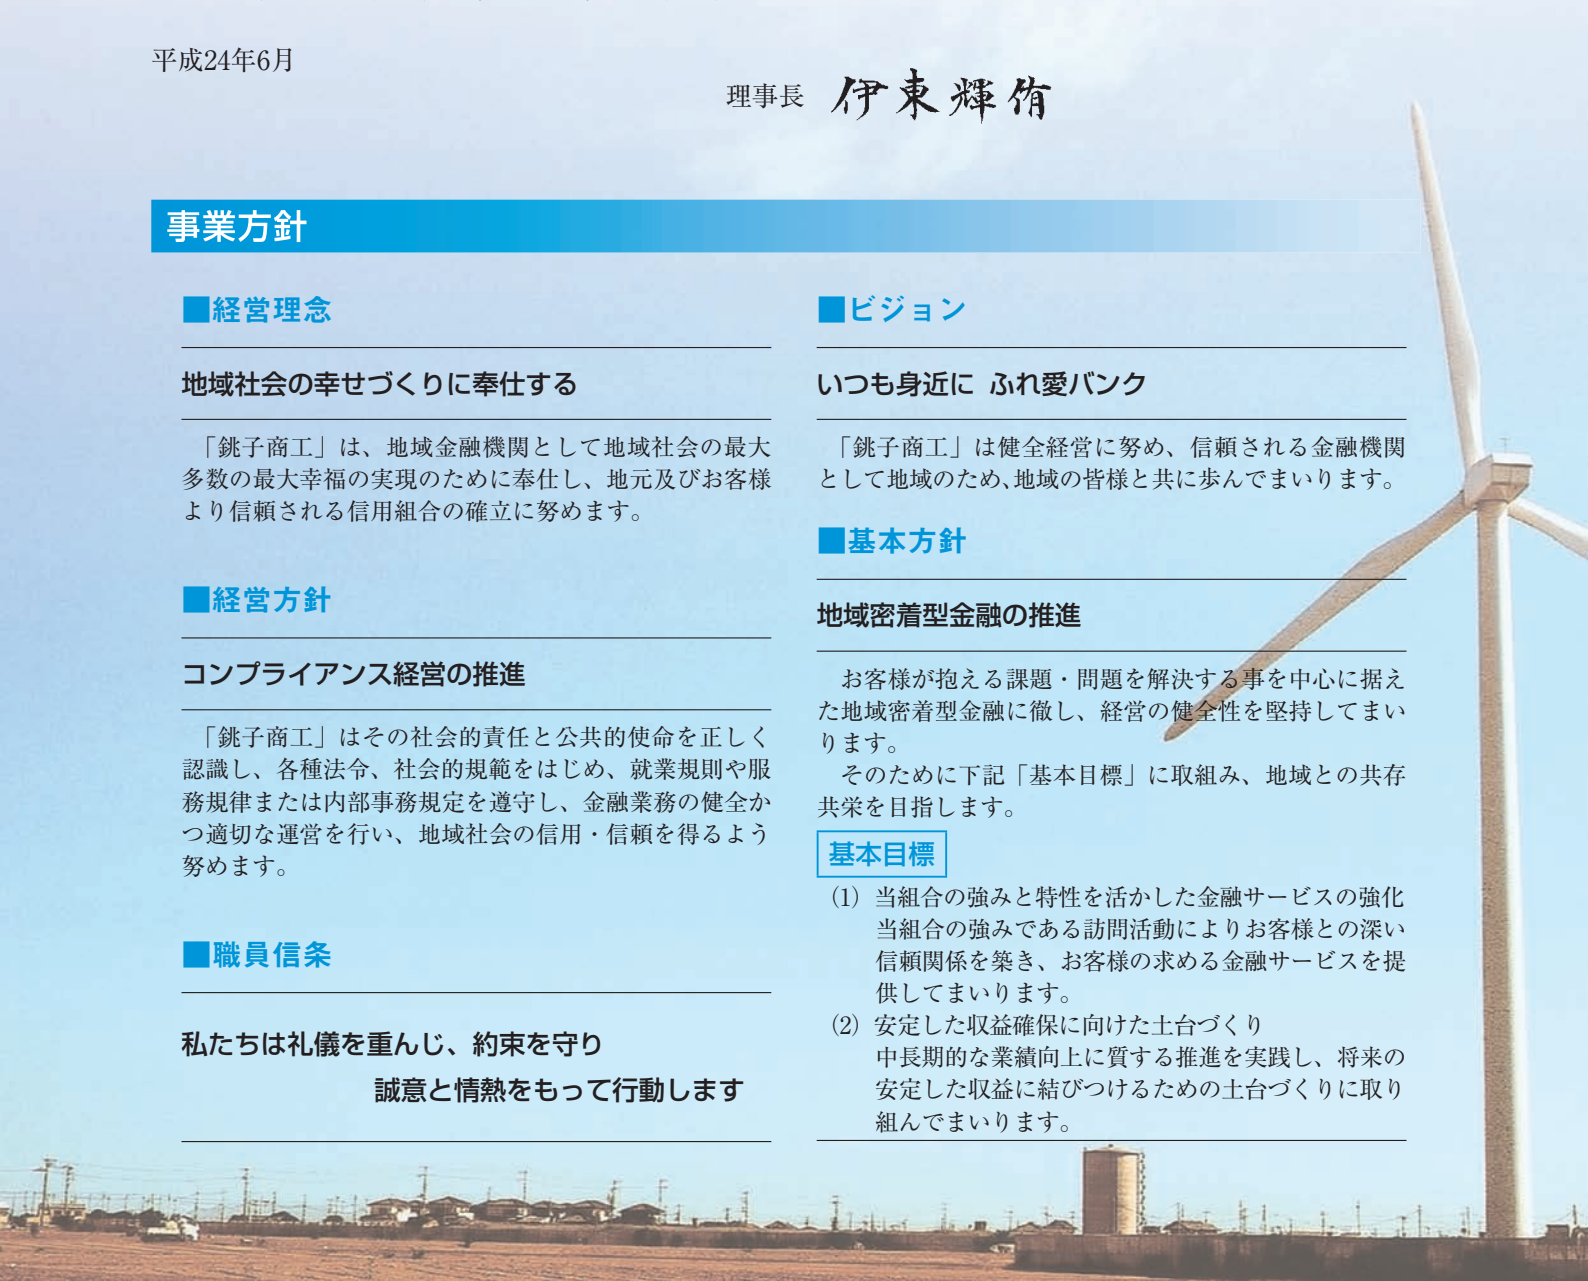 平成24年6月
理事長 伊東輝侑
事業方針
■経営理念
地域社会の幸せづくりに奉仕する
「銚子商工」は、地域金融機関として地域社会の最大
多数の最大幸福の実現のために奉仕し、地元及びお客様
より信頼される信用組合の確立に努めます。
■経営方針
コンプライアンス経営の推進
「銚子商工」はその社会的責任と公共的使命を正しく
認識し、各種法令、社会的規範をはじめ、就業規則や服
務規律または内部事務規定を遵守し、金融業務の健全か
つ適切な運営を行い、地域社会の信用・信頼を得るよう
努めます。
■職員信条
私たちは礼儀を重んじ、約束を守り
誠意と情熱をもって行動します
■ビジョン
いつも身近に ふれ愛バンク
「銚子商工」は健全経営に努め、信頼される金融機関
として地域のため、地域の皆様と共に歩んでまいります。
■基本方針
地域密着型金融の推進
お客様が抱える課題・問題を解決する事を中心に据え
た地域密着型金融に徹し、経営の健全性を堅持してまい
ります。
そのために下記「基本目標」に取組み、地域との共存
共栄を目指します。
基本目標
(1) 当組合の強みと特性を活かした金融サービスの強化
当組合の強みである訪問活動によりお客様との深い
信頼関係を築き、お客様の求める金融サービスを提
供してまいります。
(2) 安定した収益確保に向けた土台づくり
中長期的な業績向上に質する推進を実践し、将来の
安定した収益に結びつけるための土台づくりに取り
組んでまいります。